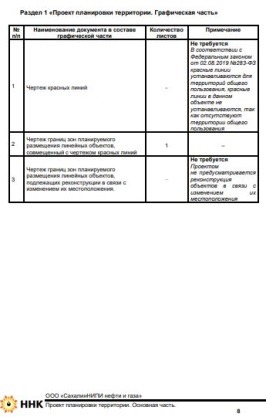 Раздел 1 «Проект планировки территории. Графическая часть»
№
п/п
Наименование документа в составе
графической части
Количество
листов
Примечание
1
Чертеж красных линий
-
Не требуется
В соответствии с
Федеральным законом
от 02.08.2019 №283-ФЗ
красные линии
устанавливаются для
территорий общего
пользования, красные
линии в данном
объекте не
устанавливаются, так
как отсутствуют
территории общего
пользования
2
Чертеж границ зон планируемого
размещения линейных объектов,
совмещенный с чертежом красных линий
1
–
3
Чертеж границ зон планируемого
размещения линейных объектов,
подлежащих реконструкции в связи с
изменением их местоположения.
-
Не требуется
Проектом
не предусматривается
реконструкция
объектов в связи с
изменением их
местоположения
ННК
ООО «СахалинНИПИ нефти и газа»
Проект планировки территории. Основная часть.
8